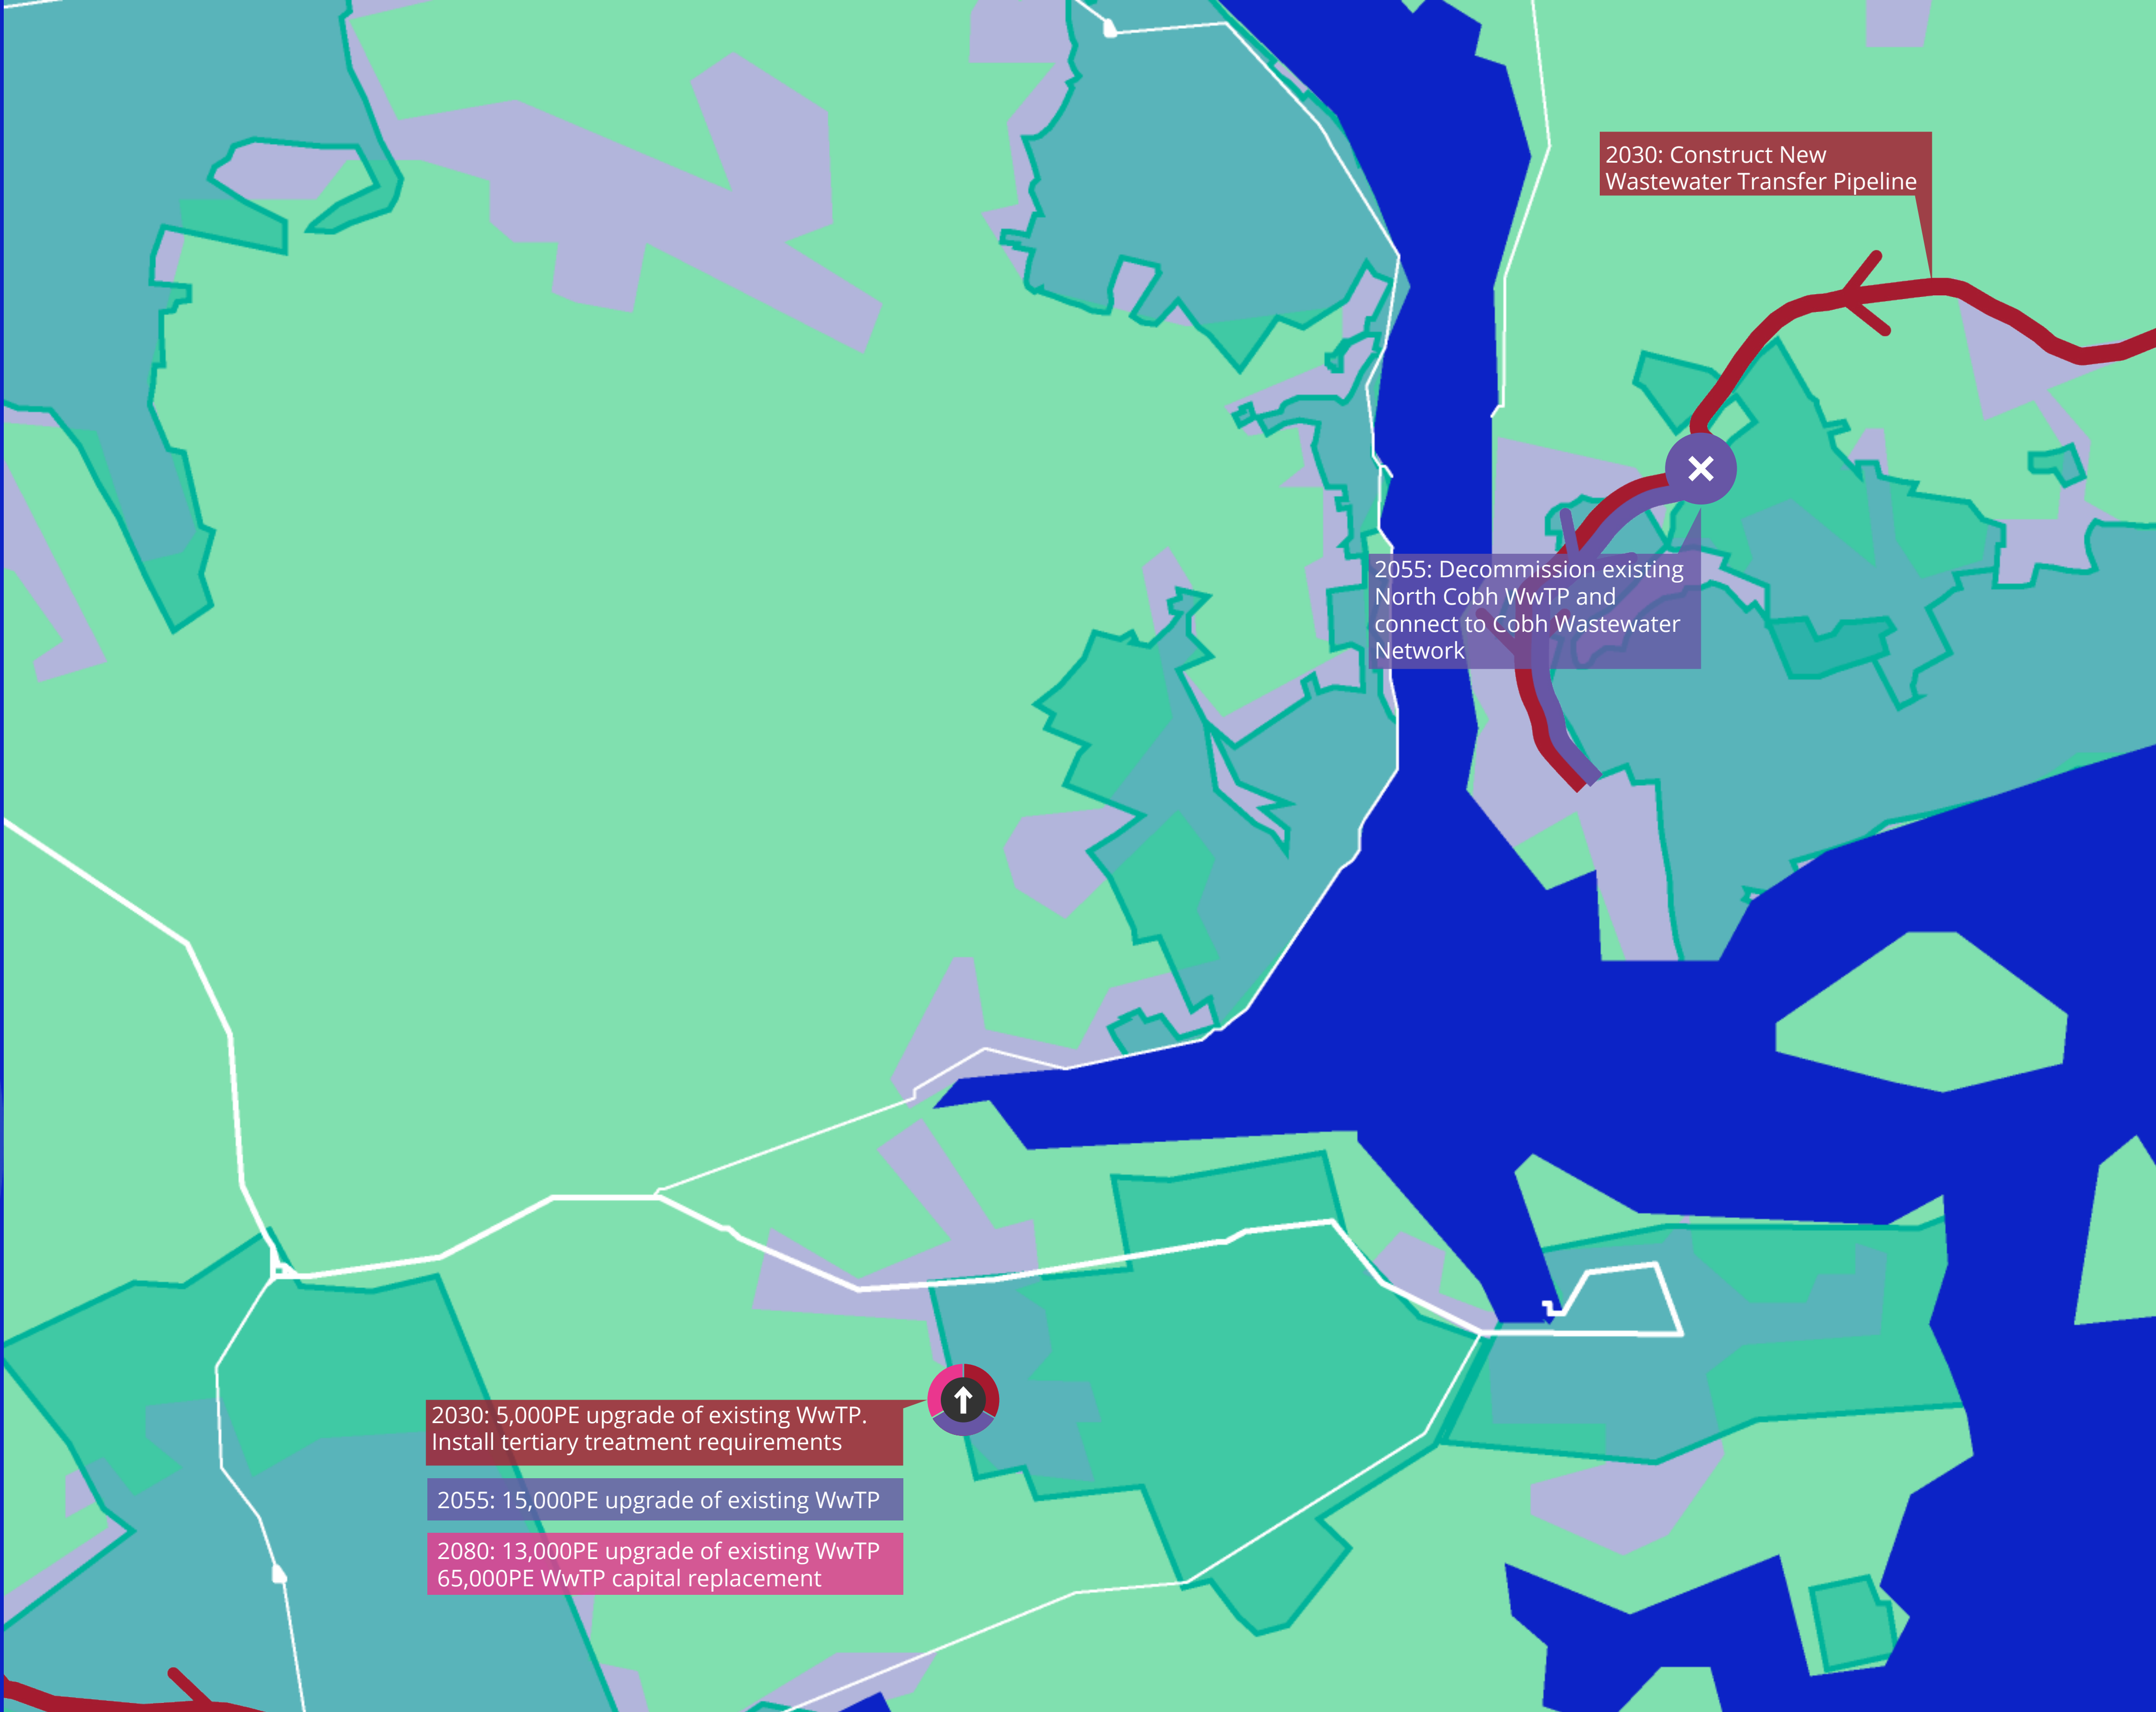 2030: Construct New
Wastewater Transfer Pipeline
2055: Decommission existing
North Cobh WwTP and
connect to Cobh Wastewater
Network
2030: 5,000PE upgrade of existing WwTP.
Install tertiary treatment requirements
2055: 15,000PE upgrade of existing WwTP
2080: 13,000PE upgrade of existing WwTP
65,000PE WwTP capital replacement